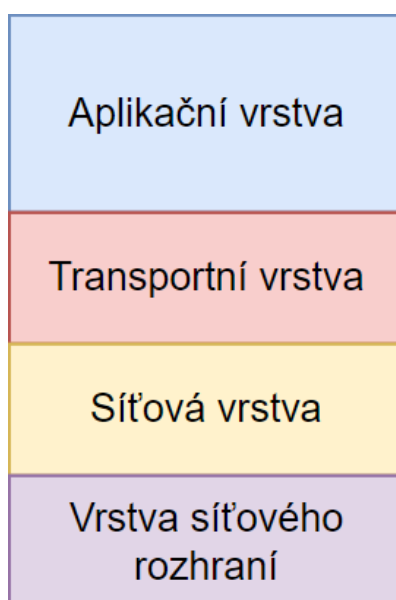 Aplikační vrstva
Transportní vrstva
Síťová vrstva
Vrstva síťového
rozhraní